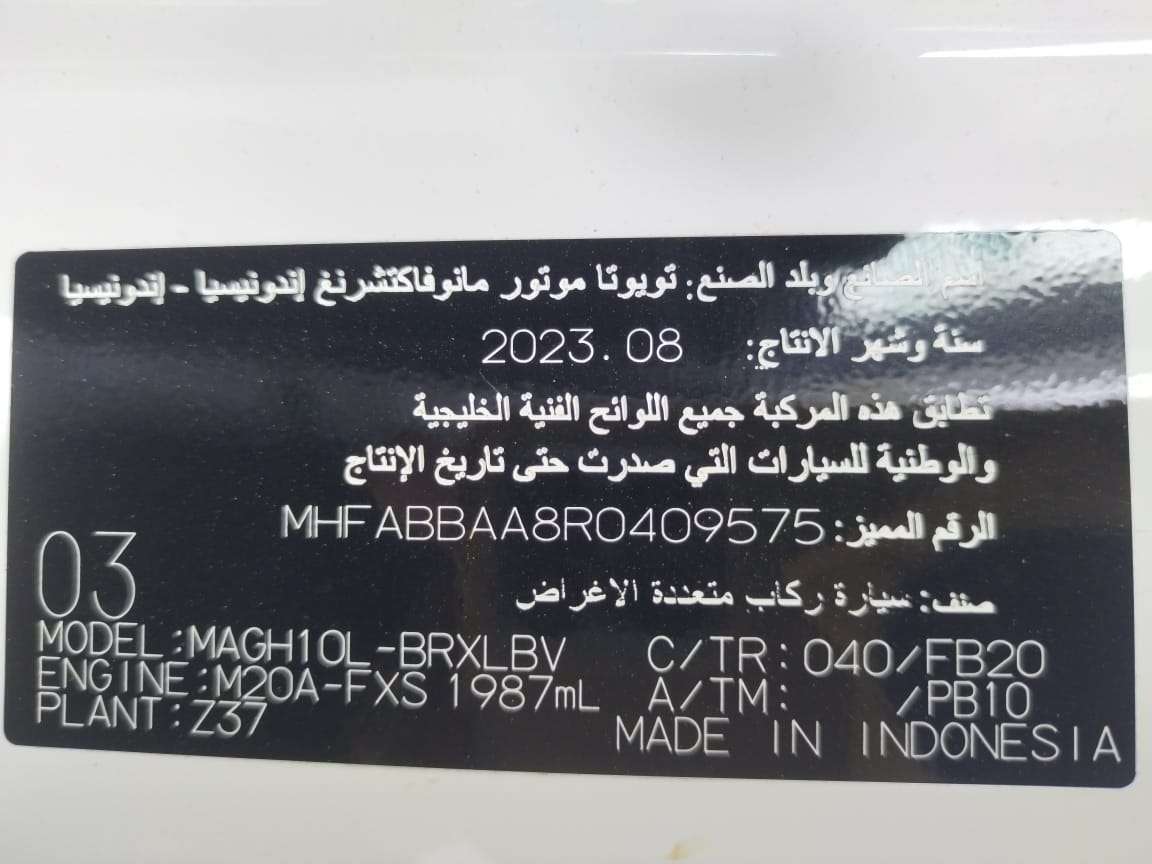 اسم الصانع وبلد الصنع: تويوتا موتور مانوفاكتشرنغ إندونيسيا - إندونيسيا
سنة وشهر الانتاج: 2023.08
تطابق هذه المركبة جميع اللوائح الفنية الخليجية
والوطنية للسيارات التي صدرت حتى تاريخ الإنتاج
الرقم المميز: MHFABBAA8R0409575
صنف: سيارة ركاب متعددة الاغراض
03
MODEL:MAGH10L-BRXLBV C/TR:040/FB20
ENGINE:M20A-FXS 1987mL A/TM: /PB10
PLANT:Z37 MADE IN INDONESIA